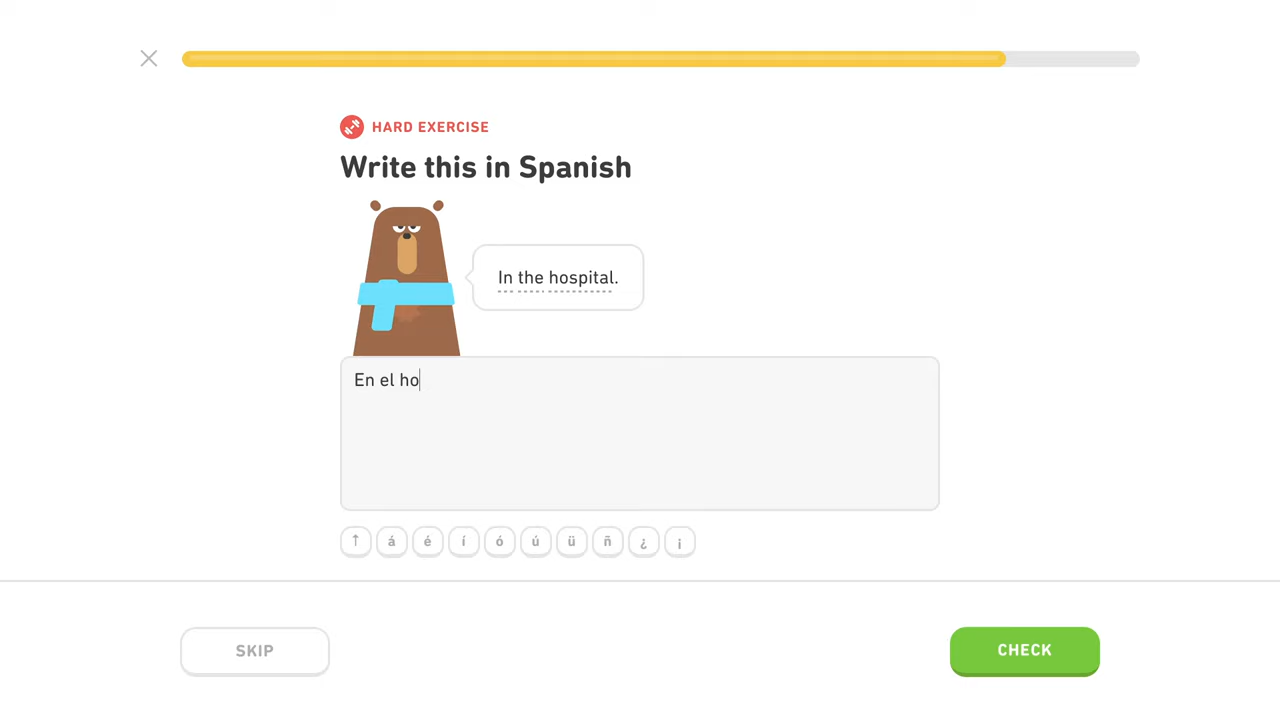 HARD EXERCISE
Write this in Spanish
In the hospital.
En el ho
↑ á é í ó ú ü ñ ¿ ¡
SKIP
CHECK